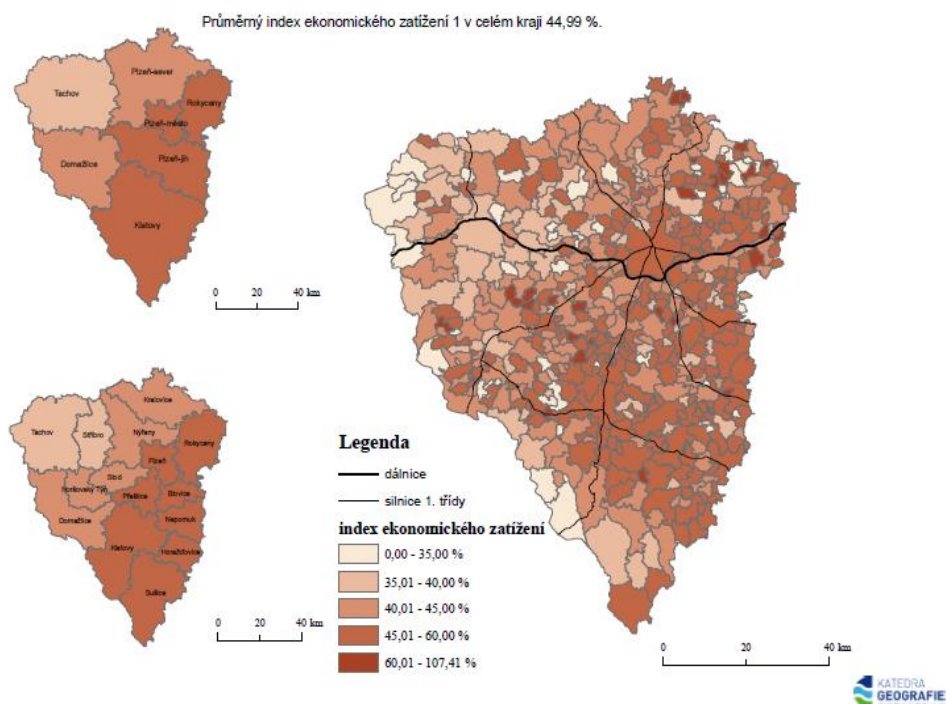 Průměrný index ekonomického zatížení 1 v celém kraji 44,99 %.
Tachov
Plzeň-sever
Rokycany
Plzeň-město
Domažlice
Plzeň-jih
Klatovy
0 20 40 km
Kralovice
Tachov
Stříbro
Nýřany
Rokycany
Plzeň
Stod
Horšovský Týn
Přeštice
Blovice
Domažlice
Nepomuk
Klatovy
Horažďovice
Sušice
0 20 40 km
Legenda
dálnice
silnice 1. třídy
index ekonomického zatížení
0,00 - 35,00 %
35,01 - 40,00 %
40,01 - 45,00 %
45,01 - 60,00 %
60,01 - 107,41 %
0 20 40 km
KATEDRA
GEOGRAFIE